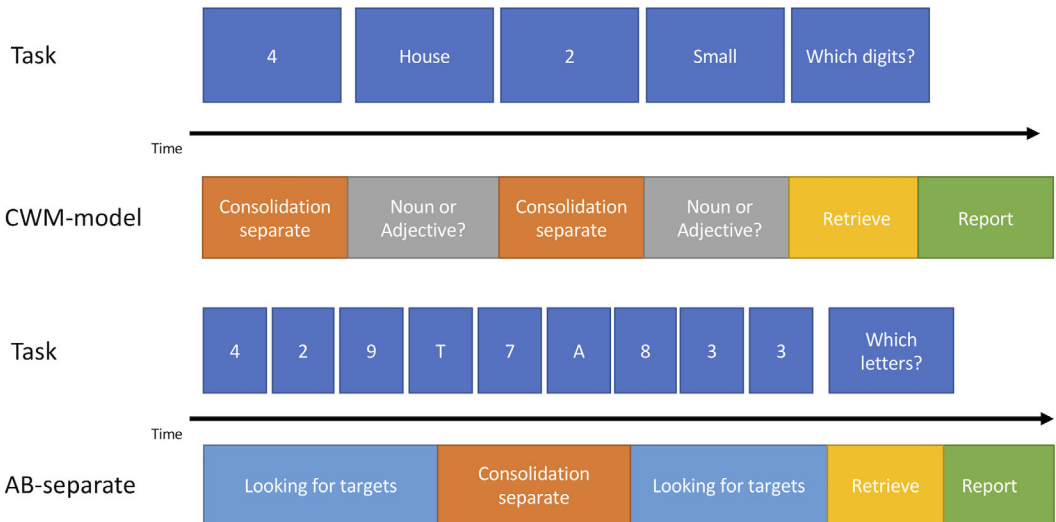 Task
4
House
2
Small
Which digits?
Time
CWM-model
Consolidation
separate
Noun or
Adjective?
Consolidation
separate
Noun or
Adjective?
Retrieve
Report
Task
4
2
9
T
7
A
8
3
3
Which
letters?
Time
AB-separate
Looking for targets
Consolidation
separate
Looking for targets
Retrieve
Report